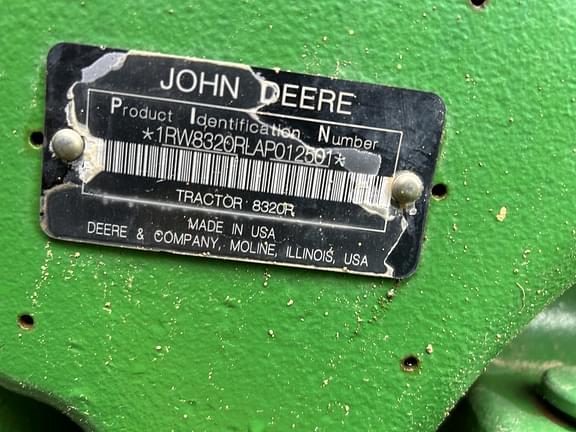 JOHN DEERE
Product Identification Number
*1RW8320RLAP012501*
TRACTOR 8320R
MADE IN USA
DEERE & COMPANY, MOLINE, ILLINOIS, USA